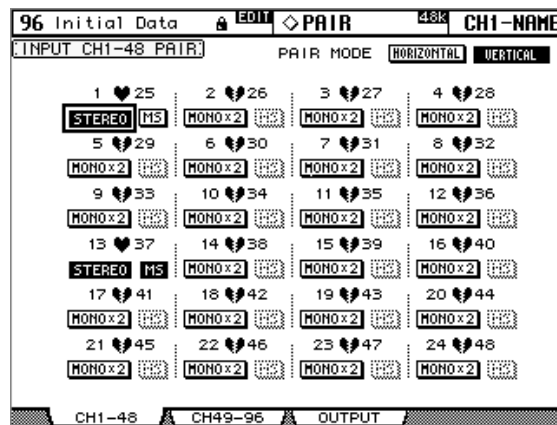 96 Initial Data EDIT ◇PAIR 48K CH1-NAME
INPUT CH1-48 PAIR PAIR MODE HORIZONTAL VERTICAL
1 25 2 26 3 27 4 28
STEREO MS MONO×2 MS MONO×2 MS MONO×2 MS
5 29 6 30 7 31 8 32
MONO×2 MS MONO×2 MS MONO×2 MS MONO×2 MS
9 33 10 34 11 35 12 36
MONO×2 MS MONO×2 MS MONO×2 MS MONO×2 MS
13 37 14 38 15 39 16 40
STEREO MS MONO×2 MS MONO×2 MS MONO×2 MS
17 41 18 42 19 43 20 44
MONO×2 MS MONO×2 MS MONO×2 MS MONO×2 MS
21 45 22 46 23 47 24 48
MONO×2 MS MONO×2 MS MONO×2 MS MONO×2 MS
CH1-48 CH49-96 OUTPUT